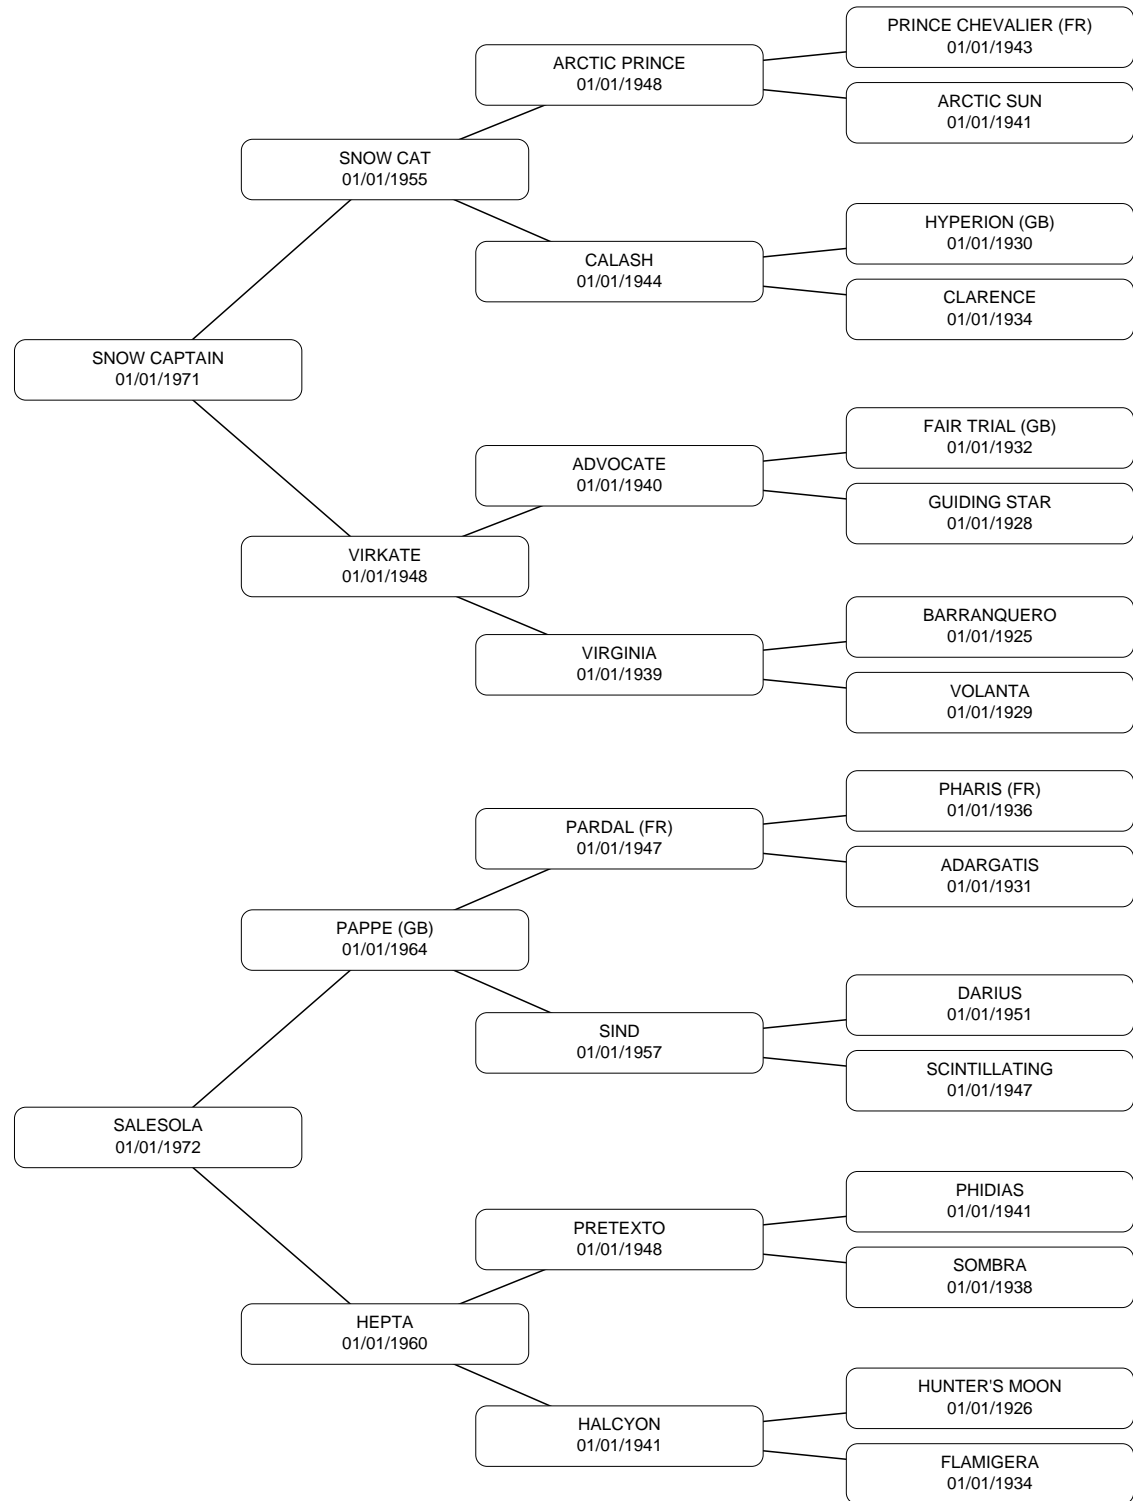 PRINCE CHEVALIER (FR)
01/01/1943
ARCTIC PRINCE
01/01/1948
ARCTIC SUN
01/01/1941
SNOW CAT
01/01/1955
HYPERION (GB)
01/01/1930
CALASH
01/01/1944
CLARENCE
01/01/1934
SNOW CAPTAIN
01/01/1971
FAIR TRIAL (GB)
01/01/1932
ADVOCATE
01/01/1940
GUIDING STAR
01/01/1928
VIRKATE
01/01/1948
BARRANQUERO
01/01/1925
VIRGINIA
01/01/1939
VOLANTA
01/01/1929
PHARIS (FR)
01/01/1936
PARDAL (FR)
01/01/1947
ADARGATIS
01/01/1931
PAPPE (GB)
01/01/1964
DARIUS
01/01/1951
SIND
01/01/1957
SCINTILLATING
01/01/1947
SALESOLA
01/01/1972
PHIDIAS
01/01/1941
PRETEXTO
01/01/1948
SOMBRA
01/01/1938
HEPTA
01/01/1960
HUNTER'S MOON
01/01/1926
HALCYON
01/01/1941
FLAMIGERA
01/01/1934